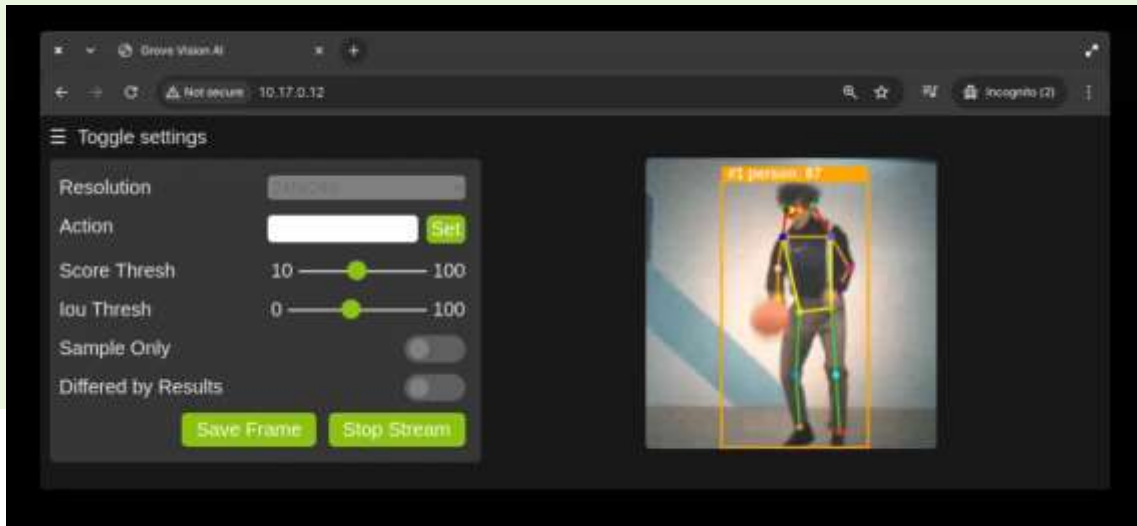 Grove Vision AI
Not secure 10.17.0.12
Incognito (2)
Toggle settings
Resolution
Action
Set
Score Thresh
10
100
Iou Thresh
0
100
Sample Only
Differed by Results
Save Frame
Stop Stream
#1 person: 87